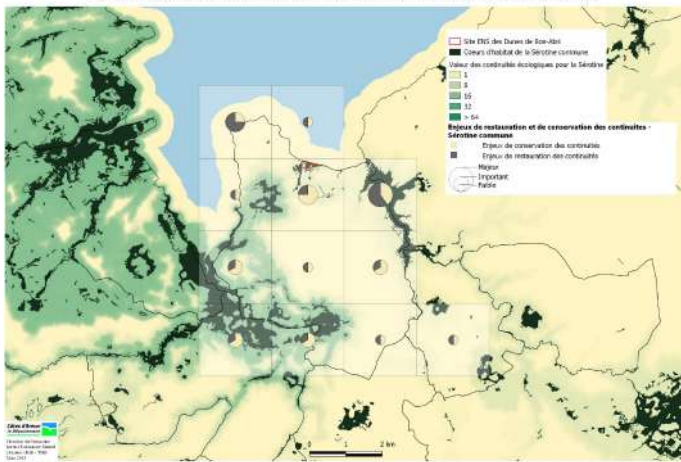 Site ENS des Dunes de Bon-Abri
Coeurs d'habitat de la Sérotine commune
Valeur des continuités écologiques pour la Sérotine
1
8
16
32
> 64
Enjeux de restauration et de conservation des continuités -
Sérotine commune
Enjeux de conservation des continuités
Enjeux de restauration des continuités
Majeur
Important
Faible
Côtes d'Armor
le Département
0 1 2 km